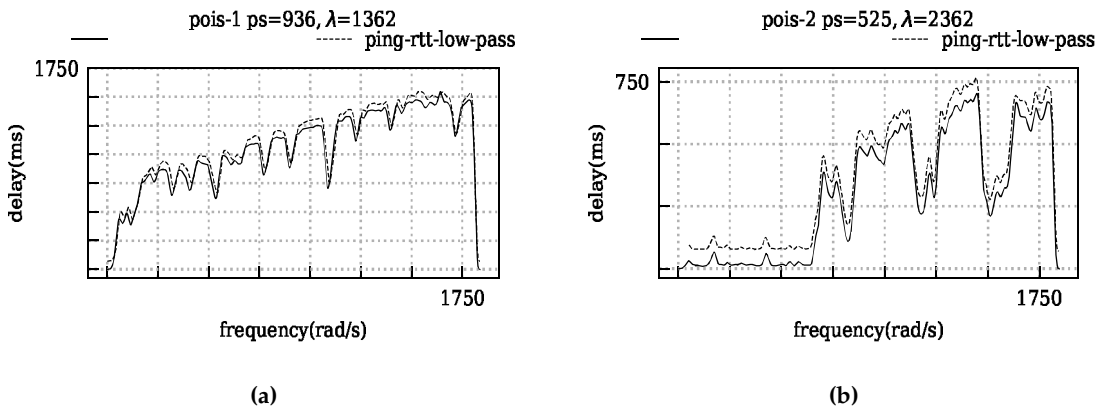 pois-1 ps=936, λ=1362
ping-rtt-low-pass
1750
delay(ms)
1750
frequency(rad/s)
(a)
pois-2 ps=525, λ=2362
ping-rtt-low-pass
750
delay(ms)
1750
frequency(rad/s)
(b)